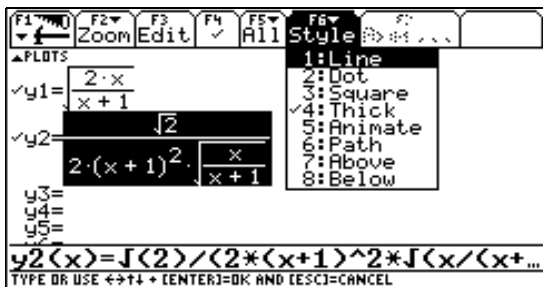 F1 F2 F3 F4 F5 F6
Zoom Edit ✓ All Style
▲PLOTS
✓y1=√(2·x/(x + 1))
✓y2=√2/(2·(x + 1)²·√(x/(x + 1)))
y3=
y4=
y5=
1:Line
2:Dot
3:Square
✓4:Thick
5:Animate
6:Path
7:Above
8:Below
y2(x)=√(2)/(2*(x+1)^2*√(x/(x+…
TYPE OR USE ←→↑↓ + [ENTER]=OK AND [ESC]=CANCEL